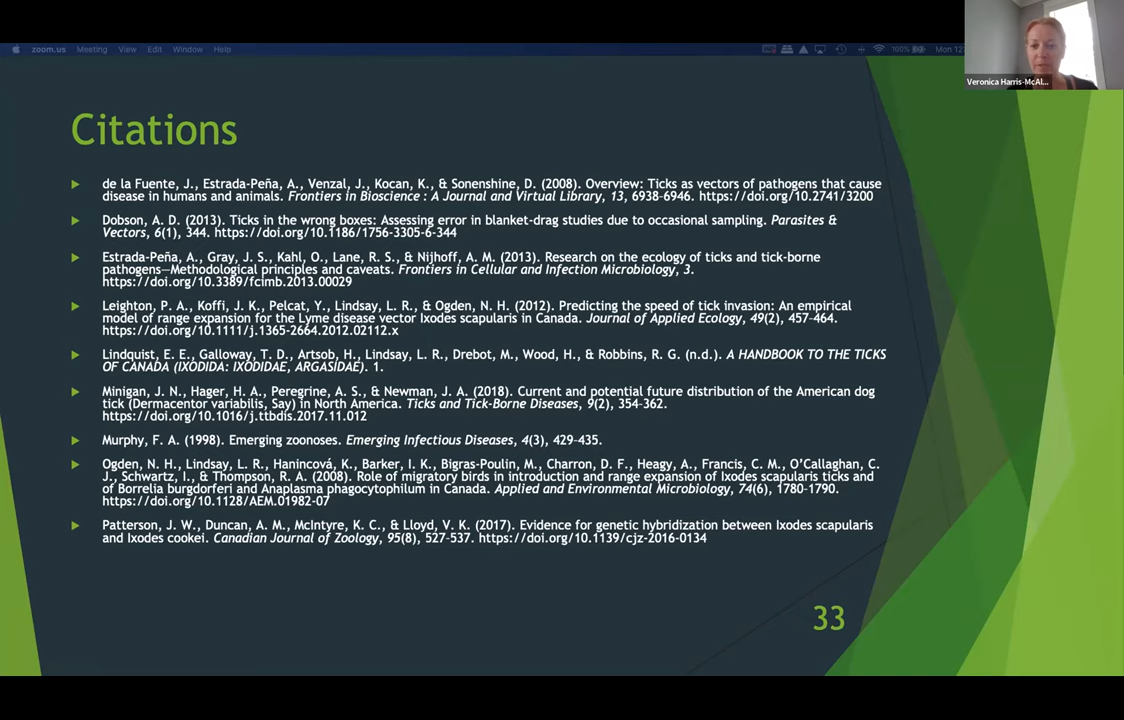 zoom.us Meeting View Edit Window Help 100% Mon 12
Veronica Harris-McAl...
Citations
de la Fuente, J., Estrada-Peña, A., Venzal, J., Kocan, K., & Sonenshine, D. (2008). Overview: Ticks as vectors of pathogens that cause
disease in humans and animals. Frontiers in Bioscience : A Journal and Virtual Library, 13, 6938–6946. https://doi.org/10.2741/3200
Dobson, A. D. (2013). Ticks in the wrong boxes: Assessing error in blanket-drag studies due to occasional sampling. Parasites &
Vectors, 6(1), 344. https://doi.org/10.1186/1756-3305-6-344
Estrada-Peña, A., Gray, J. S., Kahl, O., Lane, R. S., & Nijhoff, A. M. (2013). Research on the ecology of ticks and tick-borne
pathogens—Methodological principles and caveats. Frontiers in Cellular and Infection Microbiology, 3.
https://doi.org/10.3389/fcimb.2013.00029
Leighton, P. A., Koffi, J. K., Pelcat, Y., Lindsay, L. R., & Ogden, N. H. (2012). Predicting the speed of tick invasion: An empirical
model of range expansion for the Lyme disease vector Ixodes scapularis in Canada. Journal of Applied Ecology, 49(2), 457–464.
https://doi.org/10.1111/j.1365-2664.2012.02112.x
Lindquist, E. E., Galloway, T. D., Artsob, H., Lindsay, L. R., Drebot, M., Wood, H., & Robbins, R. G. (n.d.). A HANDBOOK TO THE TICKS
OF CANADA (IXODIDA: IXODIDAE, ARGASIDAE). 1.
Minigan, J. N., Hager, H. A., Peregrine, A. S., & Newman, J. A. (2018). Current and potential future distribution of the American dog
tick (Dermacentor variabilis, Say) in North America. Ticks and Tick-Borne Diseases, 9(2), 354–362.
https://doi.org/10.1016/j.ttbdis.2017.11.012
Murphy, F. A. (1998). Emerging zoonoses. Emerging Infectious Diseases, 4(3), 429–435.
Ogden, N. H., Lindsay, L. R., Hanincová, K., Barker, I. K., Bigras-Poulin, M., Charron, D. F., Heagy, A., Francis, C. M., O’Callaghan, C.
J., Schwartz, I., & Thompson, R. A. (2008). Role of migratory birds in introduction and range expansion of Ixodes scapularis ticks and
of Borrelia burgdorferi and Anaplasma phagocytophilum in Canada. Applied and Environmental Microbiology, 74(6), 1780–1790.
https://doi.org/10.1128/AEM.01982-07
Patterson, J. W., Duncan, A. M., McIntyre, K. C., & Lloyd, V. K. (2017). Evidence for genetic hybridization between Ixodes scapularis
and Ixodes cookei. Canadian Journal of Zoology, 95(8), 527–537. https://doi.org/10.1139/cjz-2016-0134
33